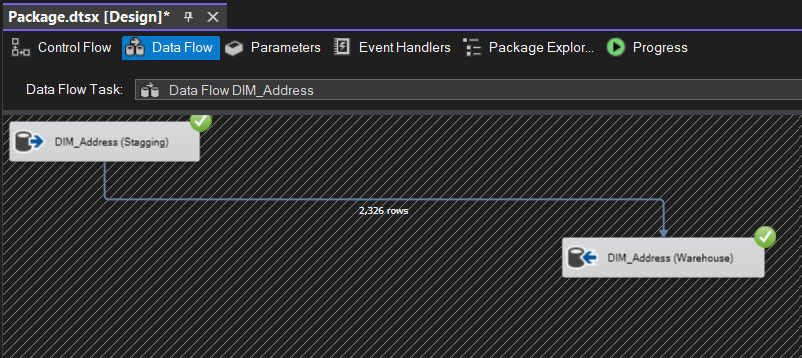 Package.dtsx [Design]*
Control Flow Data Flow Parameters Event Handlers Package Explor... Progress
Data Flow Task: Data Flow DIM_Address
DIM_Address (Stagging)
2,326 rows
DIM_Address (Warehouse)